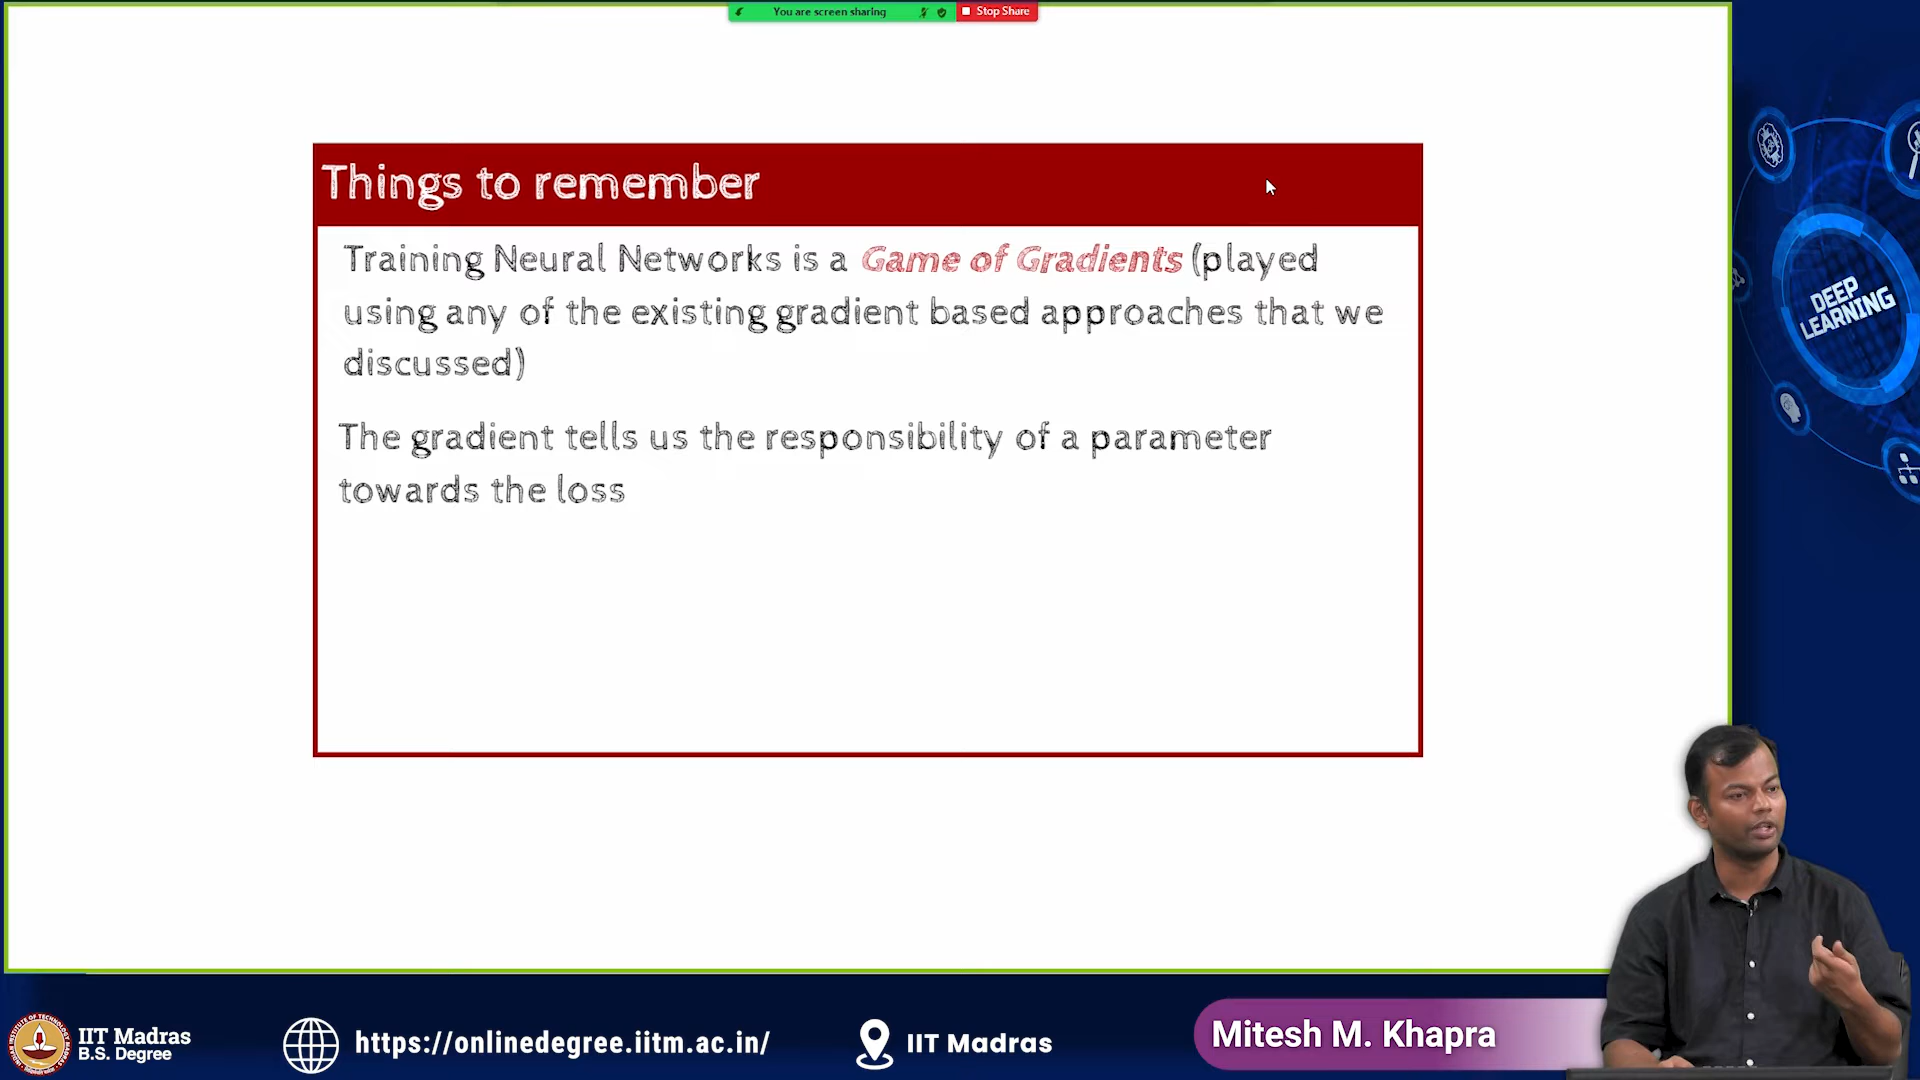 You are screen sharing
Stop Share
Things to remember
Training Neural Networks is a Game of Gradients (played
using any of the existing gradient based approaches that we
discussed)
The gradient tells us the responsibility of a parameter
towards the loss
DEEP
LEARNING
IIT Madras
B.S. Degree
https://onlinedegree.iitm.ac.in/
IIT Madras
Mitesh M. Khapra